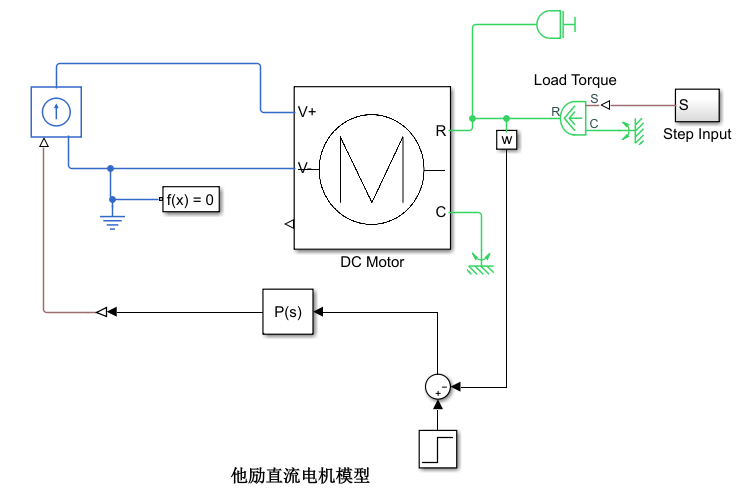 Load Torque
S
R
C
S
Step Input
V+
R
w
V-
f(x) = 0
C
DC Motor
P(s)
−
+
他励直流电机模型